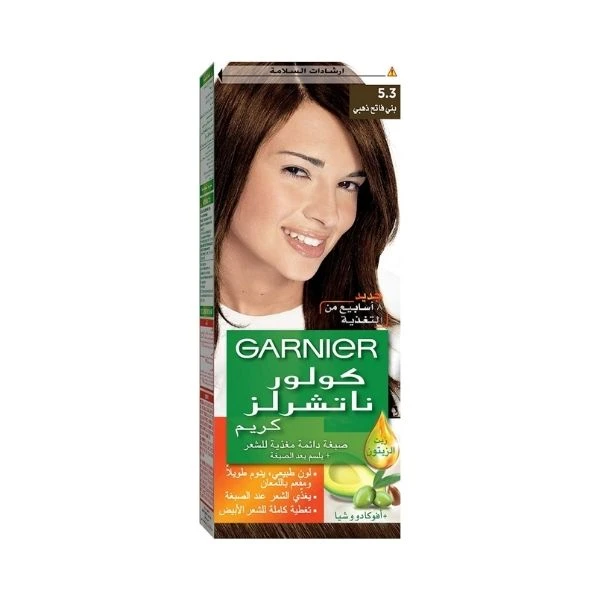 ارشادات السلامة
5.3
بني فاتح ذهبي
جديد
٨ أسابيع من
التغذية
GARNIER
كولور
ناتشرلز
كريم
صبغة دائمة مغذية للشعر
+ بلسم بعد الصبغة
زيت
الزيتون
• لون طبيعي، يدوم طويلاً
ومفعم باللمعان
• يغذّي الشعر عند الصبغة
• تغطية كاملة للشعر الأبيض
+أفوكادو و شيا